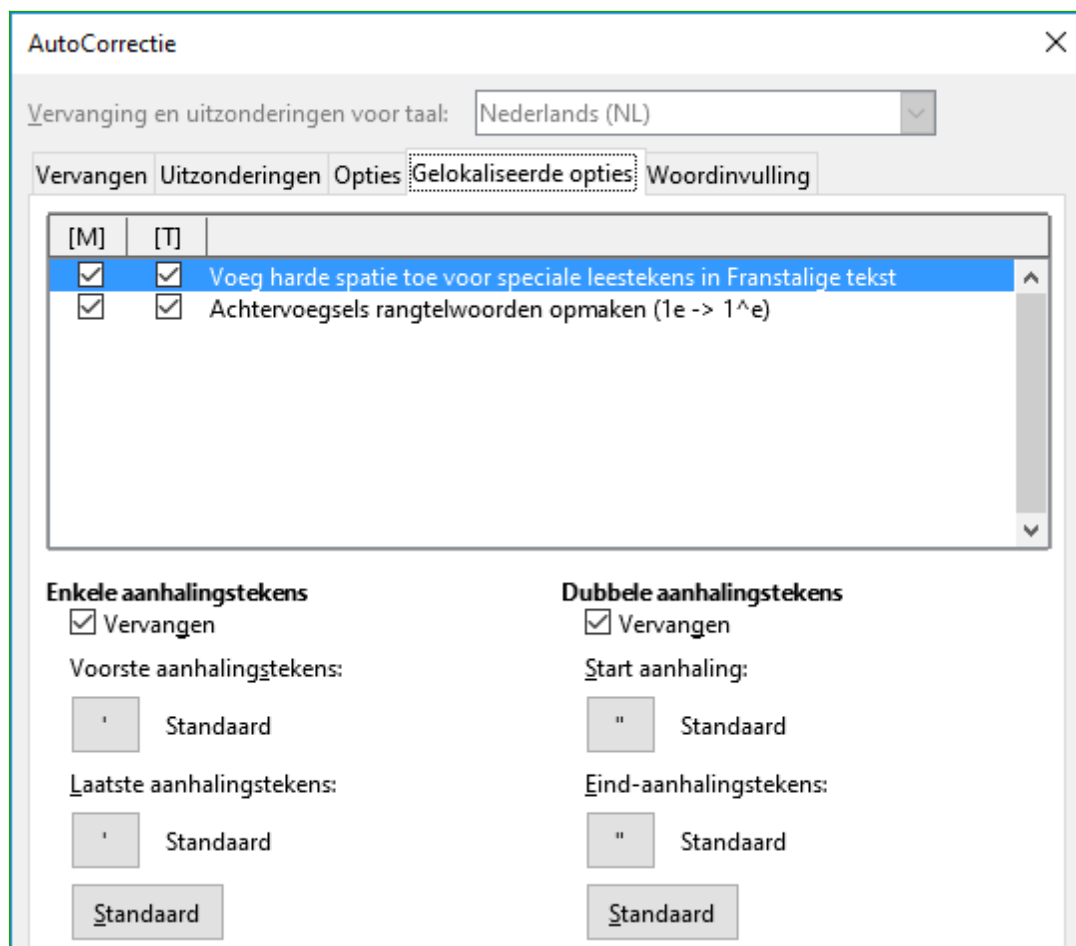 AutoCorrectie
Vervanging en uitzonderingen voor taal: Nederlands (NL)
Vervangen Uitzonderingen Opties Gelokaliseerde opties Woordinvulling
[M] [T]
Voeg harde spatie toe voor speciale leestekens in Franstalige tekst
Achtervoegsels rangtelwoorden opmaken (1e -> 1^e)
Enkele aanhalingstekens Dubbele aanhalingstekens
Vervangen Vervangen
Voorste aanhalingstekens: Start aanhaling:
' Standaard " Standaard
Laatste aanhalingstekens: Eind-aanhalingstekens:
' Standaard " Standaard
Standaard Standaard